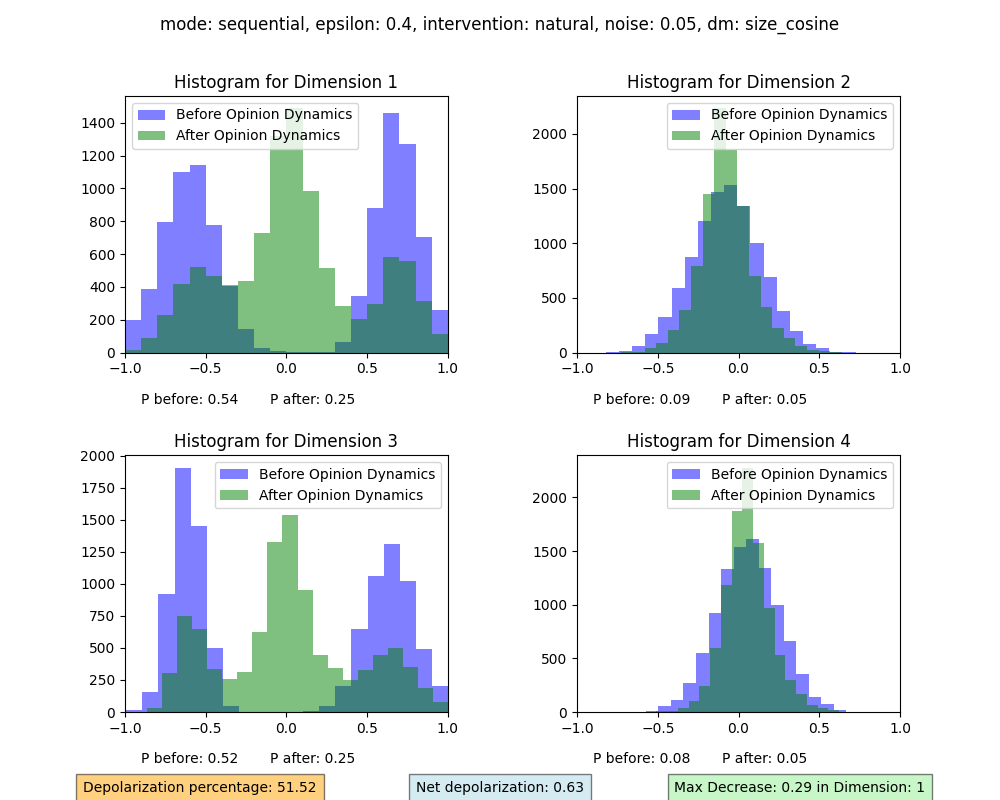 mode: sequential, epsilon: 0.4, intervention: natural, noise: 0.05, dm: size_cosine
Histogram for Dimension 1
Before Opinion Dynamics
After Opinion Dynamics
1400
1200
1000
800
600
400
200
0
−1.0 −0.5 0.0 0.5 1.0
P before: 0.54 P after: 0.25
Histogram for Dimension 2
Before Opinion Dynamics
After Opinion Dynamics
2000
1500
1000
500
0
−1.0 −0.5 0.0 0.5 1.0
P before: 0.09 P after: 0.05
Histogram for Dimension 3
Before Opinion Dynamics
After Opinion Dynamics
2000
1750
1500
1250
1000
750
500
250
0
−1.0 −0.5 0.0 0.5 1.0
P before: 0.52 P after: 0.25
Histogram for Dimension 4
Before Opinion Dynamics
After Opinion Dynamics
2000
1500
1000
500
0
−1.0 −0.5 0.0 0.5 1.0
P before: 0.08 P after: 0.05
Depolarization percentage: 51.52
Net depolarization: 0.63
Max Decrease: 0.29 in Dimension: 1